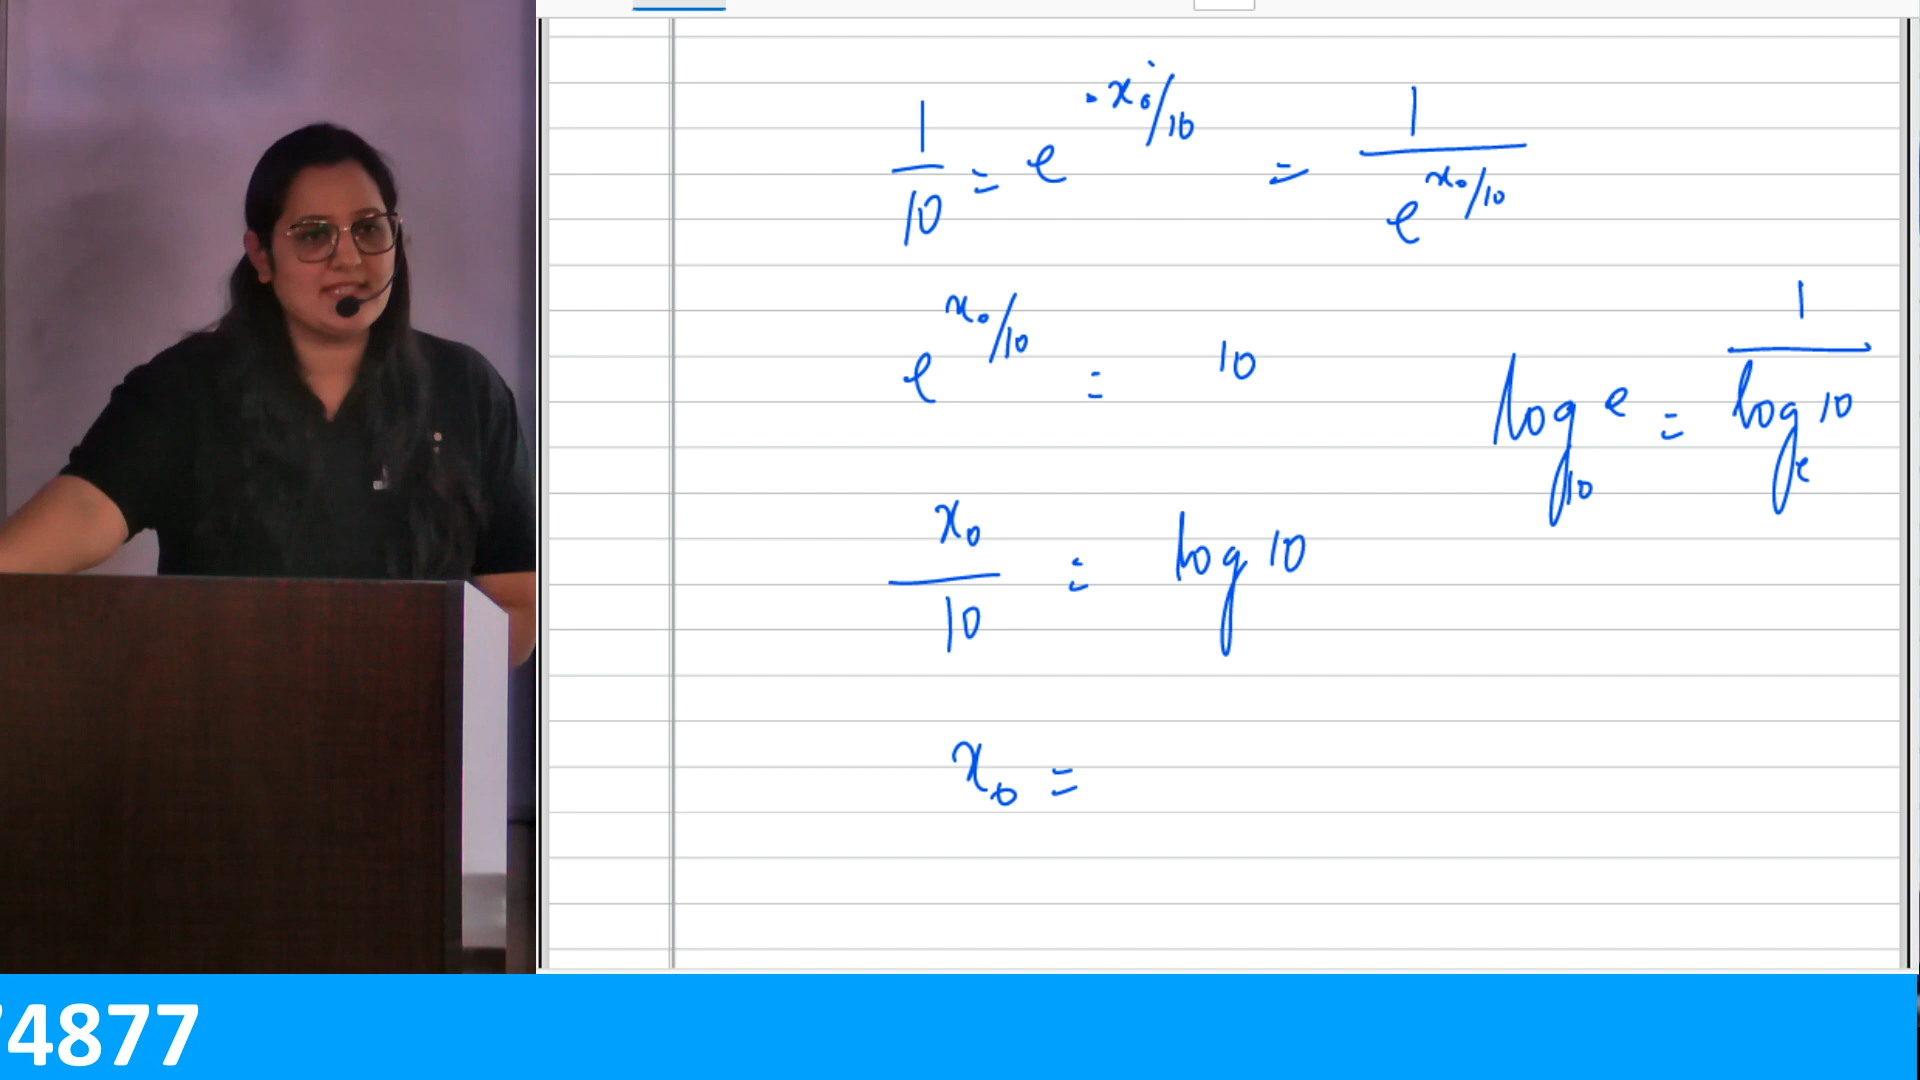 1/10 = e^-x₀/10 = 1/e^x₀/10
e^x₀/10 = 10
log₁₀ e = 1/logₑ 10
x₀/10 = log 10
x₀ =
4877